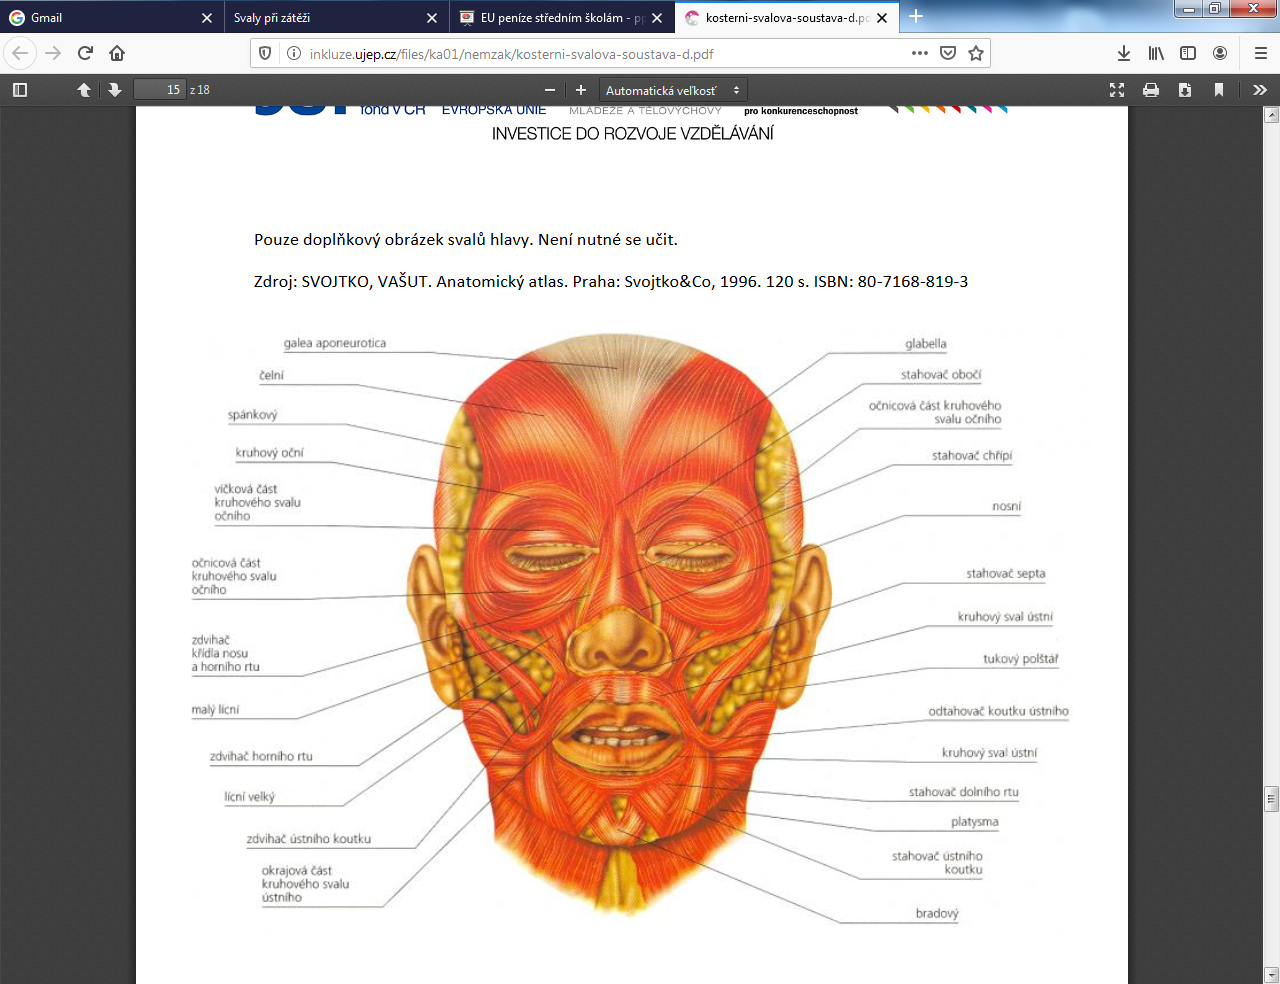 Gmail
Svaly při zátěži
EU peníze středním školám - pp
kosterni-svalova-soustava-d.pd
inkluze.ujep.cz/files/ka01/nemzak/kosterni-svalova-soustava-d.pdf
15 z 18
Automatická veľkosť
fond v ČR EVROPSKÁ UNIE MLÁDEŽE A TĚLOVÝCHOVY pro konkurenceschopnost
INVESTICE DO ROZVOJE VZDĚLÁVÁNÍ
Pouze doplňkový obrázek svalů hlavy. Není nutné se učit.
Zdroj: SVOJTKO, VAŠUT. Anatomický atlas. Praha: Svojtko&Co, 1996. 120 s. ISBN: 80-7168-819-3
galea aponeurotica
čelní
spánkový
kruhový oční
víčková část
kruhového svalu
očního
očnicová část
kruhového svalu
očního
zdvihač
křídla nosu
a horního rtu
malý lícní
zdvihač horního rtu
lícní velký
zdvihač ústního koutku
okrajová část
kruhového svalu
ústního
glabella
stahovač obočí
očnicová část kruhového
svalu očního
stahovač chřípí
nosní
stahovač septa
kruhový sval ústní
tukový polštář
odtahovač koutku ústního
kruhový sval ústní
stahovač dolního rtu
platysma
stahovač ústního
koutku
bradový